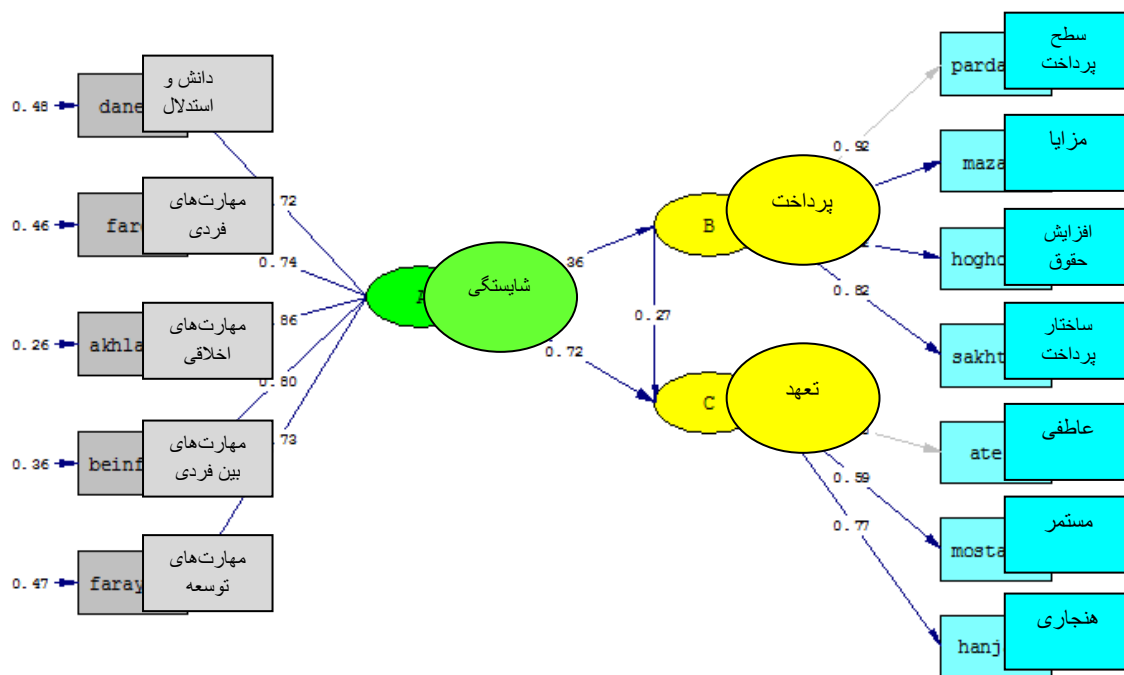 دانش و
استدلال
0.48
dane
0.72
مهارت‌های
فردی
0.46
far
0.74
مهارت‌های
اخلاقی
0.26
akhla
.86
مهارت‌های
بین فردی
0.36
beinf
0.80
مهارت‌های
توسعه
0.47
faray
.73
شایستگی
.36
0.72
0.27
B
پرداخت
C
تعهد
0.92
0.82
0.59
0.77
parda
سطح
پرداخت
maza
مزایا
hogho
افزایش
حقوق
sakht
ساختار
پرداخت
ate
عاطفی
mosta
مستمر
hanj
هنجاری